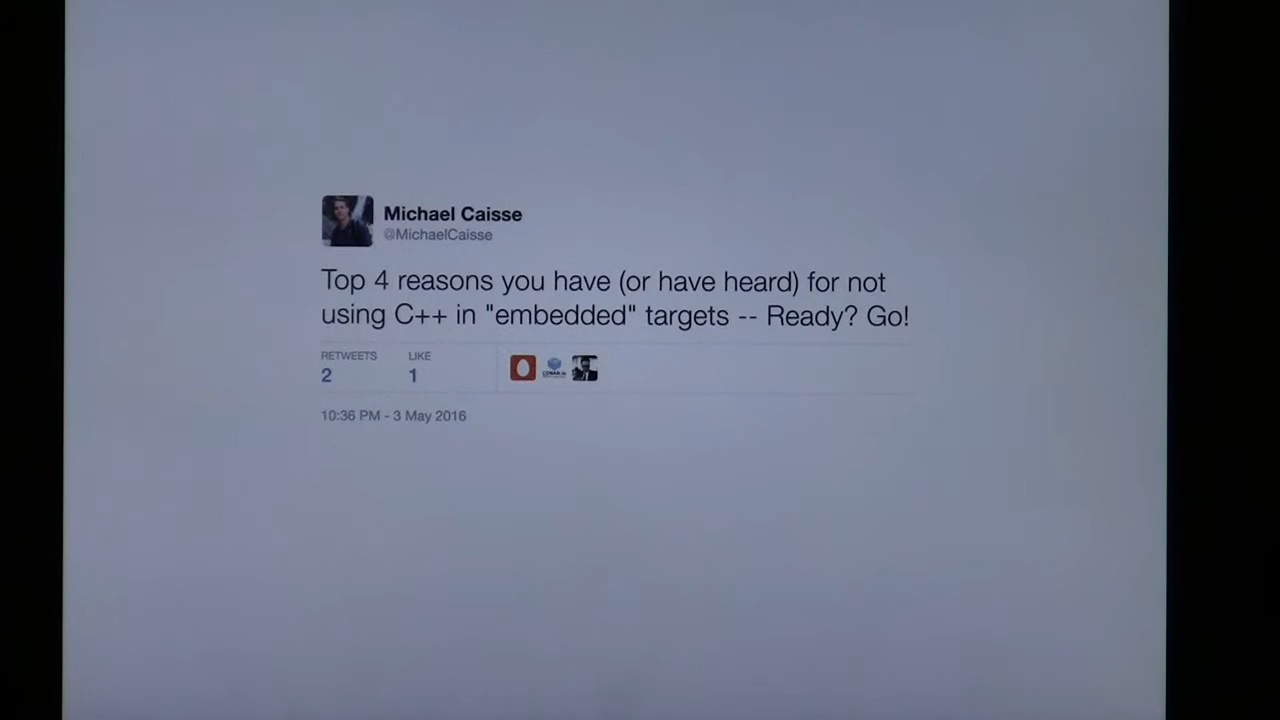 Michael Caisse
@MichaelCaisse
Top 4 reasons you have (or have heard) for not
using C++ in "embedded" targets -- Ready? Go!
RETWEETS LIKE
2 1
10:36 PM - 3 May 2016